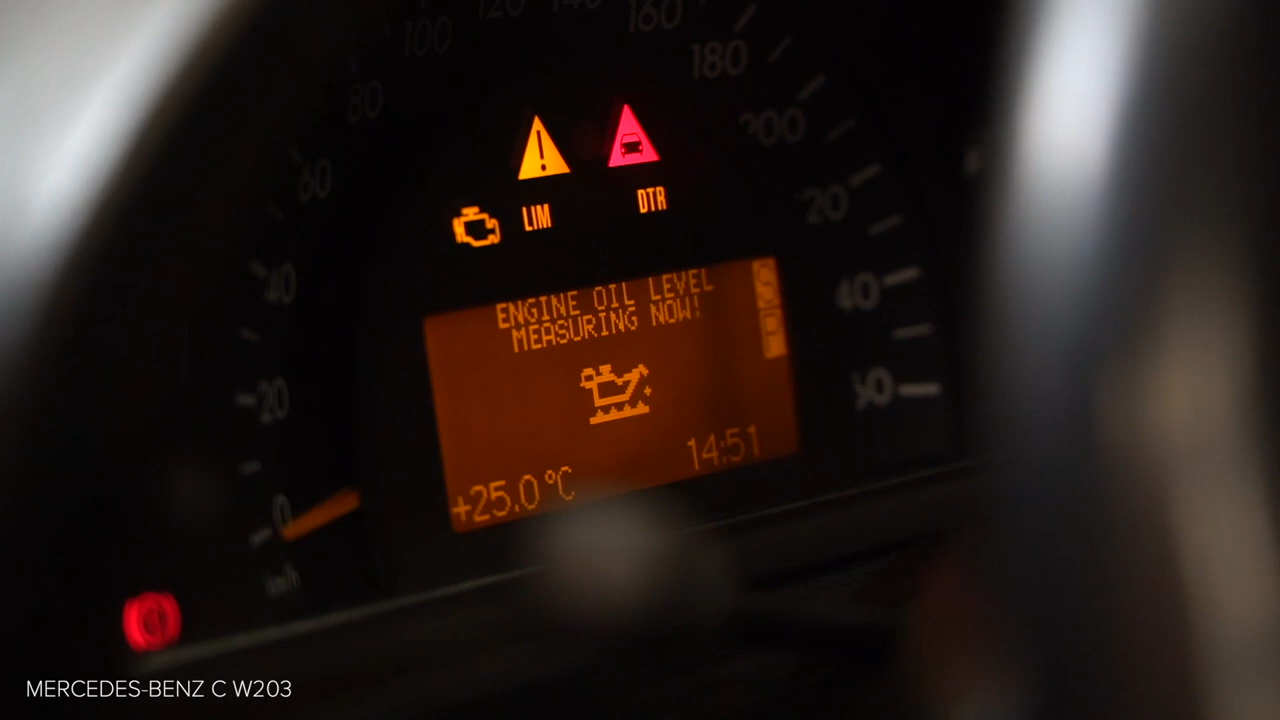 100
120
140
160
180
80
200
60
20
40
40
20
0
km/h
LIM
DTR
ENGINE OIL LEVEL
MEASURING NOW!
S
P
+25.0°C
14:51
MERCEDES-BENZ C W203